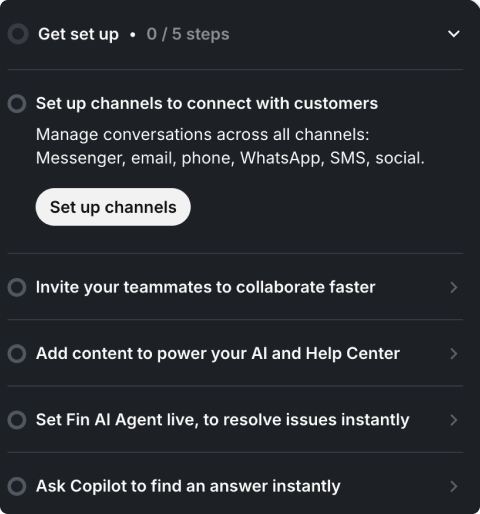 Get set up • 0 / 5 steps
Set up channels to connect with customers
Manage conversations across all channels:
Messenger, email, phone, WhatsApp, SMS, social.
Set up channels
Invite your teammates to collaborate faster
Add content to power your AI and Help Center
Set Fin AI Agent live, to resolve issues instantly
Ask Copilot to find an answer instantly